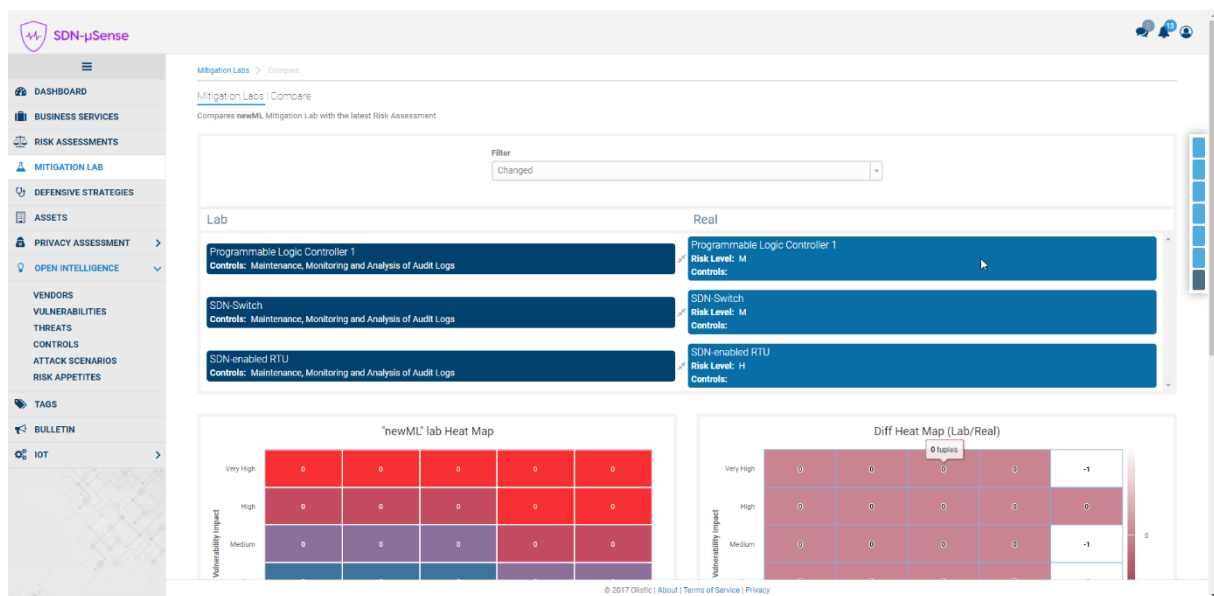 SDN-µSense
13
Mitigation Labs > Compare
DASHBOARD
BUSINESS SERVICES
RISK ASSESSMENTS
MITIGATION LAB
DEFENSIVE STRATEGIES
ASSETS
PRIVACY ASSESSMENT
OPEN INTELLIGENCE
VENDORS
VULNERABILITIES
THREATS
CONTROLS
ATTACK SCENARIOS
RISK APPETITES
TAGS
BULLETIN
IOT
Mitigation Labs | Compare
Compares newML Mitigation Lab with the latest Risk Assessment
Filter
Changed
Lab
Real
Programmable Logic Controller 1
Controls: Maintenance, Monitoring and Analysis of Audit Logs
Programmable Logic Controller 1
Risk Level: M
Controls:
SDN-Switch
Controls: Maintenance, Monitoring and Analysis of Audit Logs
SDN-Switch
Risk Level: M
Controls:
SDN-enabled RTU
Controls: Maintenance, Monitoring and Analysis of Audit Logs
SDN-enabled RTU
Risk Level: H
Controls:
"newML" lab Heat Map
Vulnerability Impact
Very High 0 0 0 0 0
High 0 0 0 0 0
Medium 0 0 0 0 0
Diff Heat Map (Lab/Real)
0 tuples
Vulnerability Impact
Very High 0 0 0 0 -1
High 0 0 0 0 0
Medium 0 0 0 0 -1
0
© 2017 Olistic | About | Terms of Service | Privacy